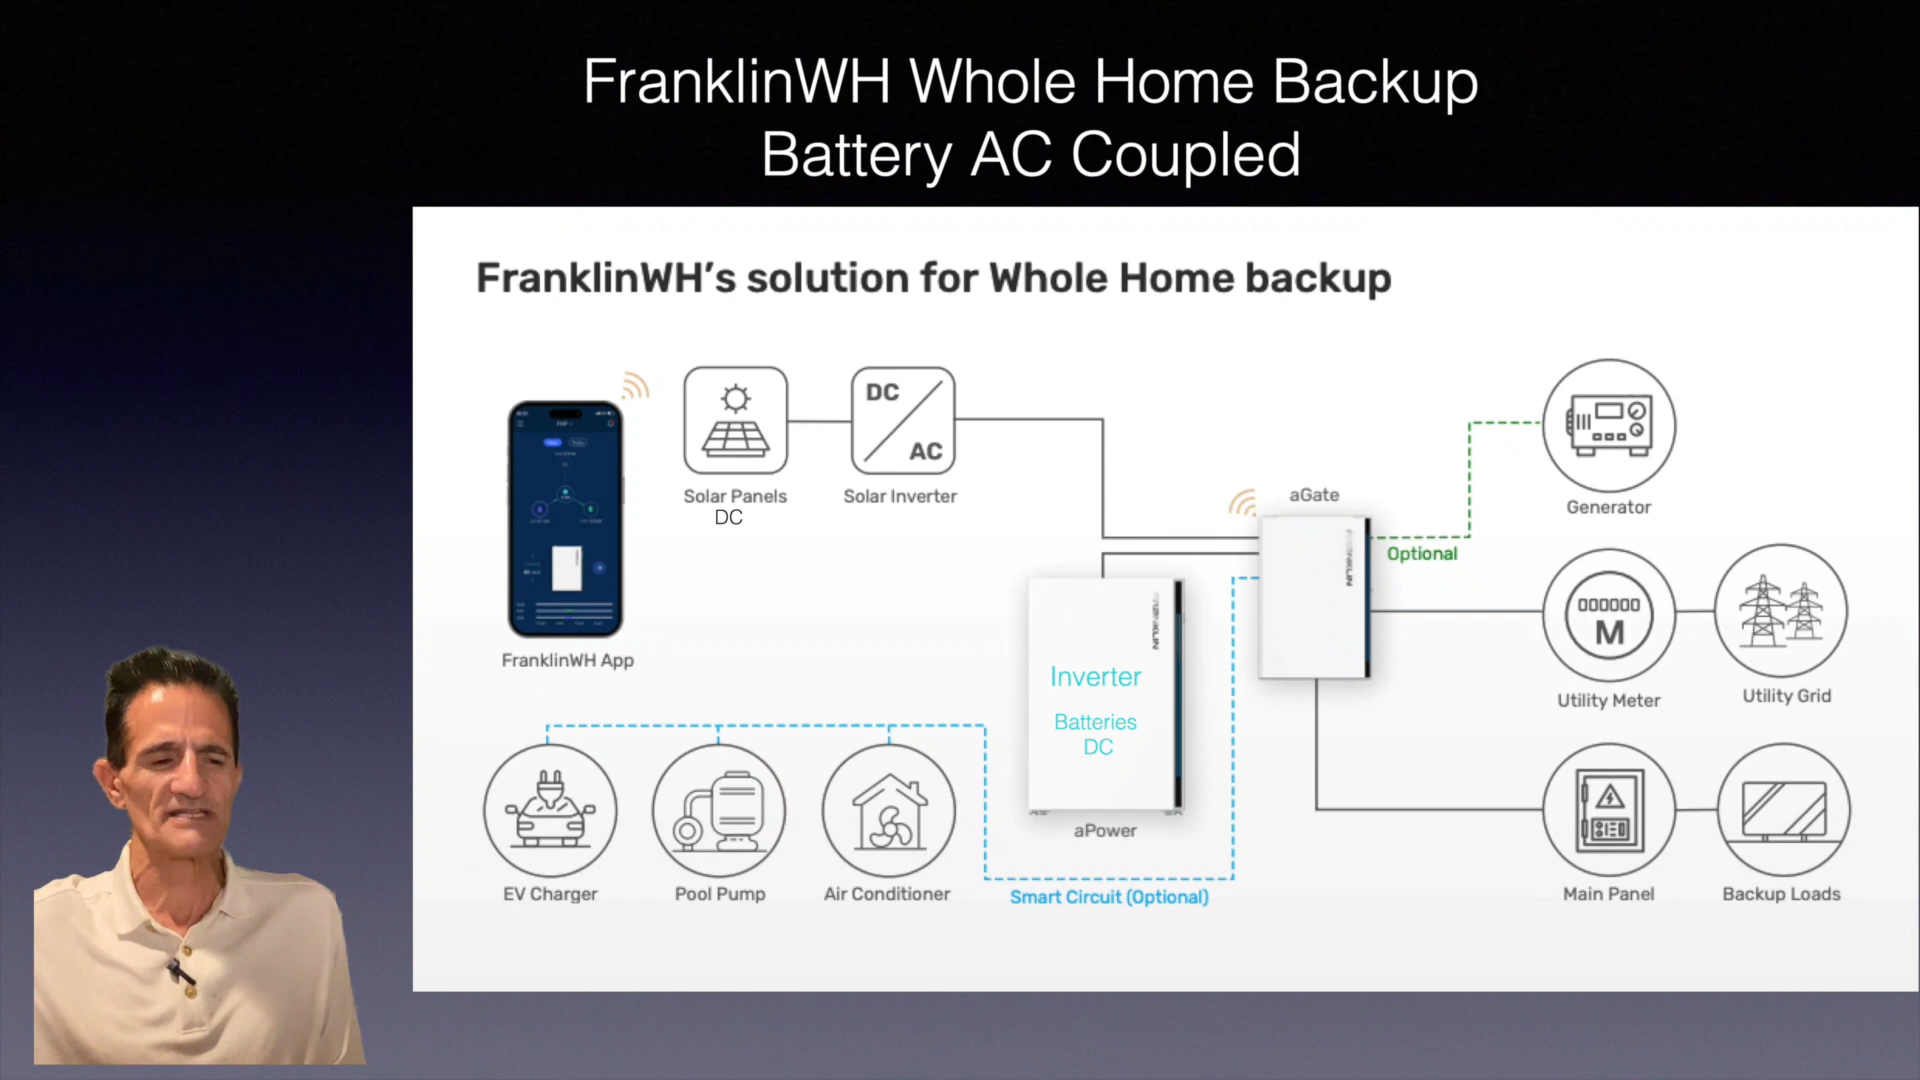 FranklinWH Whole Home Backup
Battery AC Coupled
FranklinWH's solution for Whole Home backup
DC
AC
Solar Panels
DC
Solar Inverter
aGate
Generator
Optional
FRANKLIN
FRANKLIN
M
Utility Meter
Utility Grid
FranklinWH App
Inverter
Batteries
DC
aPower
EV Charger
Pool Pump
Air Conditioner
Smart Circuit (Optional)
Main Panel
Backup Loads